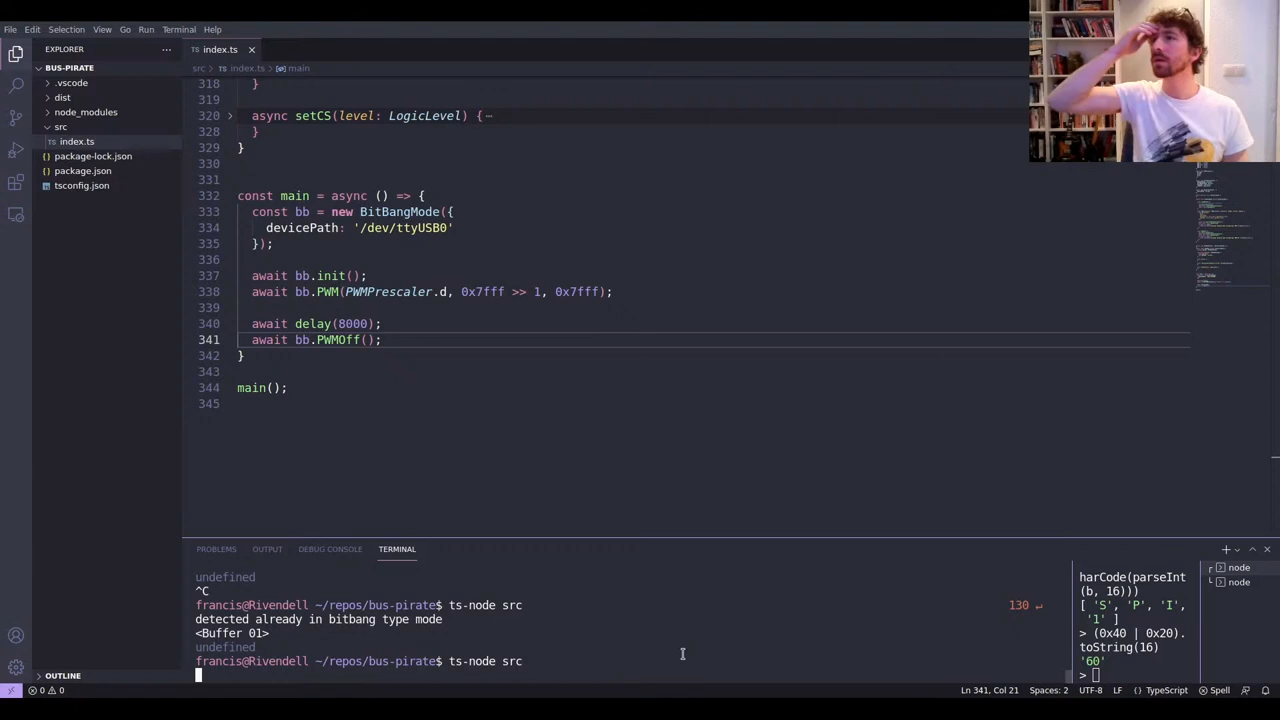 File Edit Selection View Go Run Terminal Help
EXPLORER
BUS-PIRATE
.vscode
dist
node_modules
src
index.ts
package-lock.json
package.json
tsconfig.json
OUTLINE
index.ts
src > index.ts > main
318 }
319
320 async setCS(level: LogicLevel) {
328 }
329 }
330
331
332 const main = async () => {
333 const bb = new BitBangMode({
334 devicePath: '/dev/ttyUSB0'
335 });
336
337 await bb.init();
338 await bb.PWM(PWMPrescaler.d, 0x7fff >> 1, 0x7fff);
339
340 await delay(8000);
341 await bb.PWMOff();
342 }
343
344 main();
345
PROBLEMS OUTPUT DEBUG CONSOLE TERMINAL
undefined
^C
francis@Rivendell ~/repos/bus-pirate$ ts-node src 130 ↵
detected already in bitbang type mode
<Buffer 01>
undefined
francis@Rivendell ~/repos/bus-pirate$ ts-node src
harCode(parseInt
(b, 16)))
[ 'S', 'P', 'I',
'1' ]
> (0x40 | 0x20).
toString(16)
'60'
>
node
node
0 0 Ln 341, Col 21 Spaces: 2 UTF-8 LF TypeScript Spell